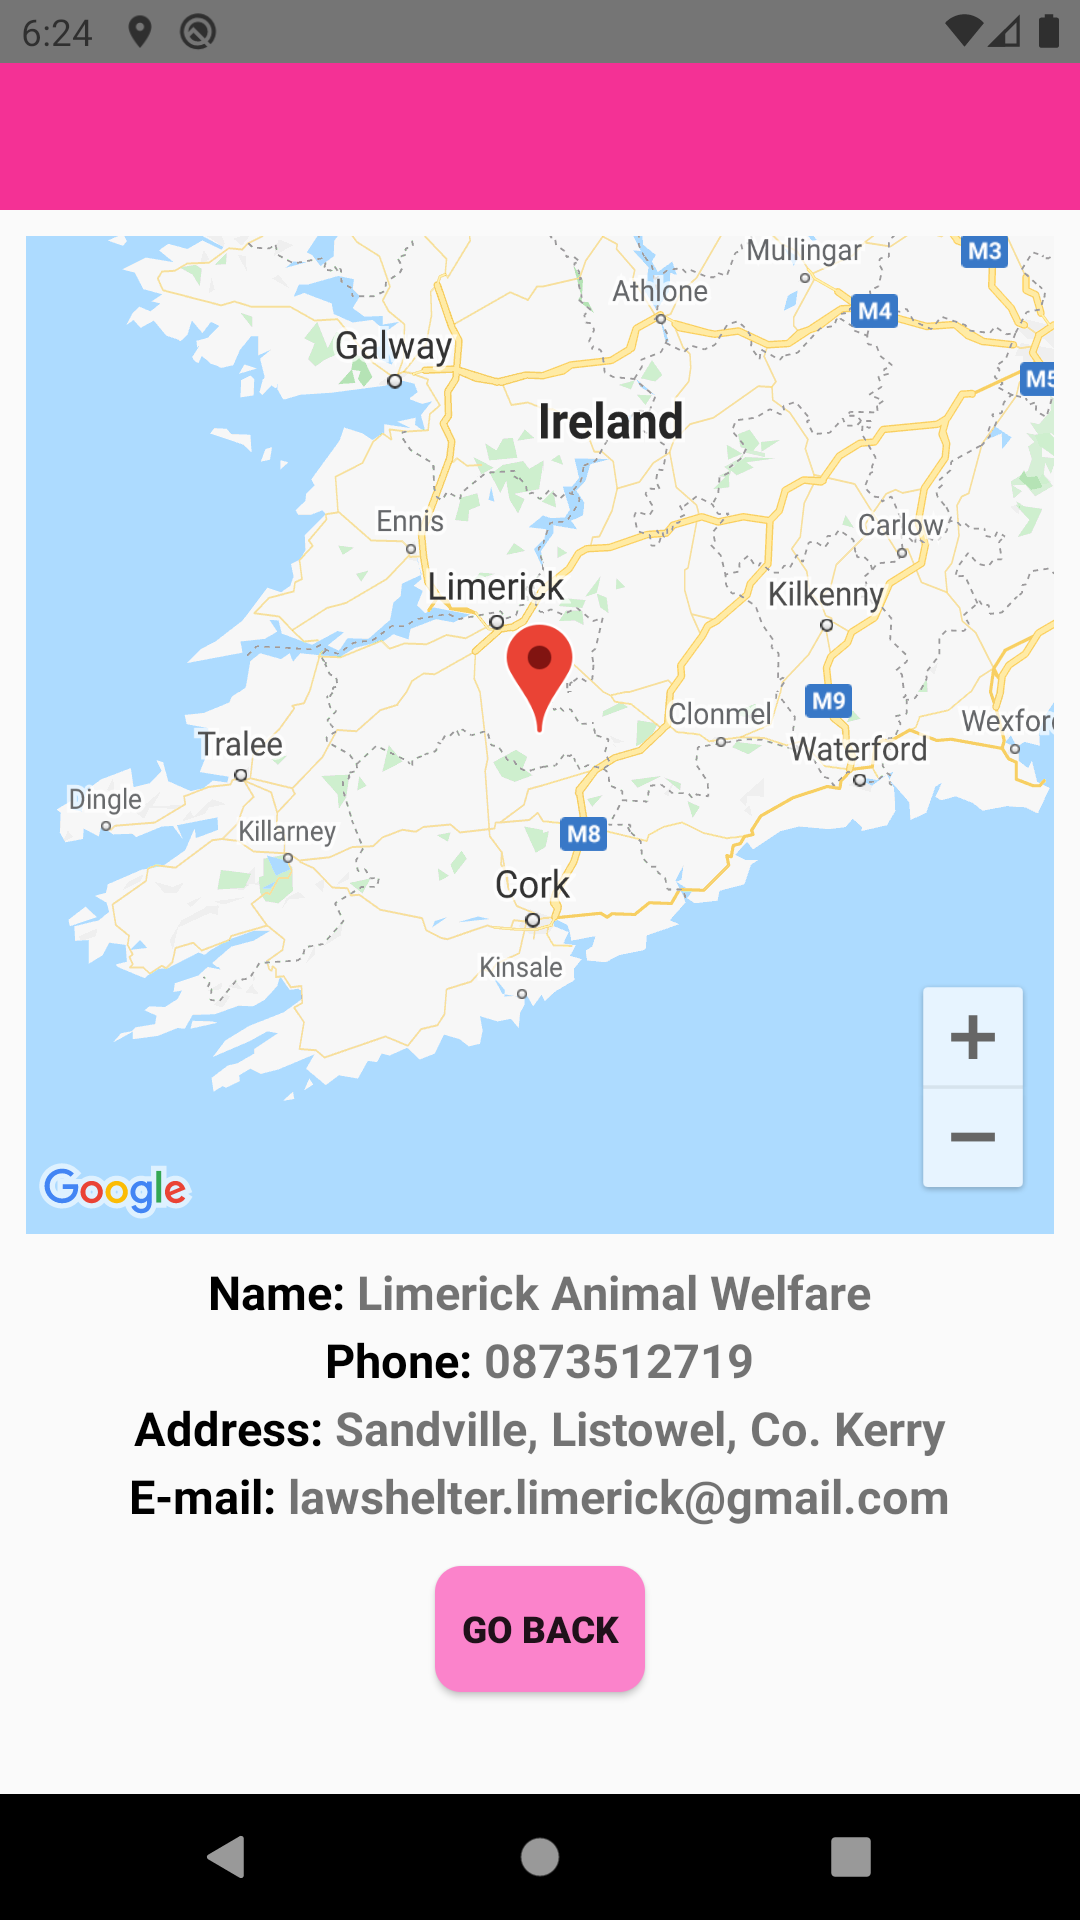 6:24
Mullingar
M3
Athlone
M4
Galway
M5
Ireland
Ennis
Carlow
Limerick
Kilkenny
M9
Clonmel
Wexfor
Tralee
Waterford
Dingle
Killarney
M8
Cork
Kinsale
Google
Name: Limerick Animal Welfare
Phone: 0873512719
Address: Sandville, Listowel, Co. Kerry
E-mail: lawshelter.limerick@gmail.com
GO BACK